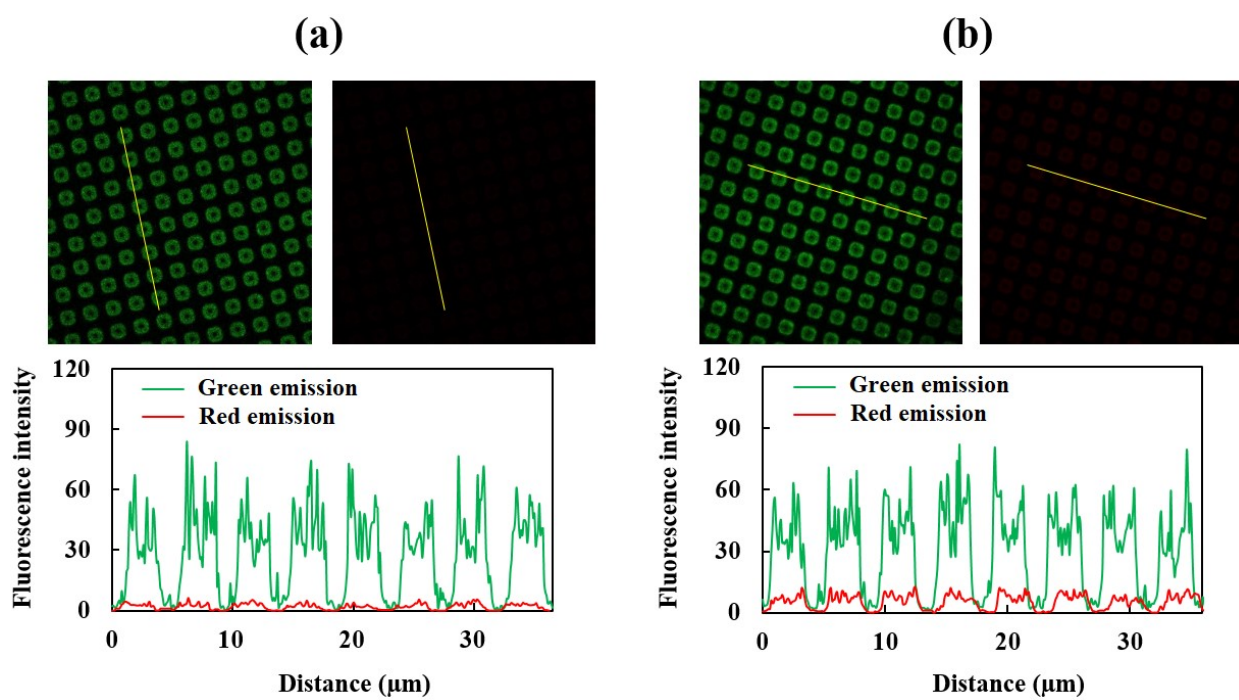 (a)
(b)
120
90
60
30
0
Fluorescence intensity
Green emission
Red emission
0 10 20 30
Distance (μm)
120
90
60
30
0
Fluorescence intensity
Green emission
Red emission
0 10 20 30
Distance (μm)